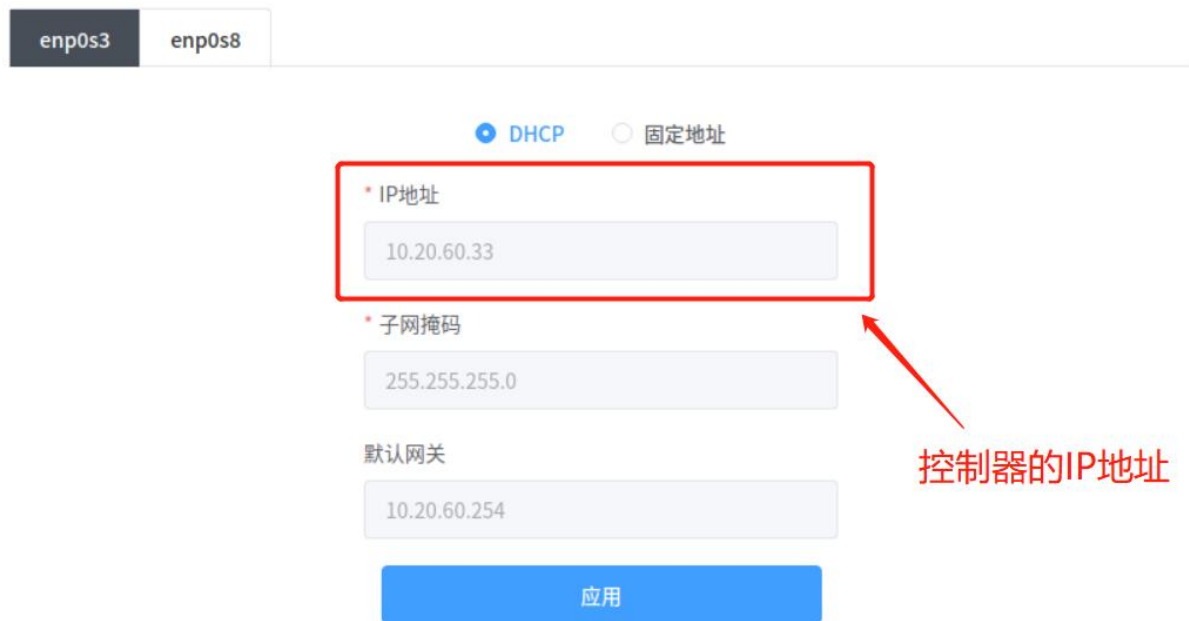 enp0s3 enp0s8
DHCP 固定地址
* IP地址
10.20.60.33
* 子网掩码
255.255.255.0
默认网关
控制器的IP地址
10.20.60.254
应用